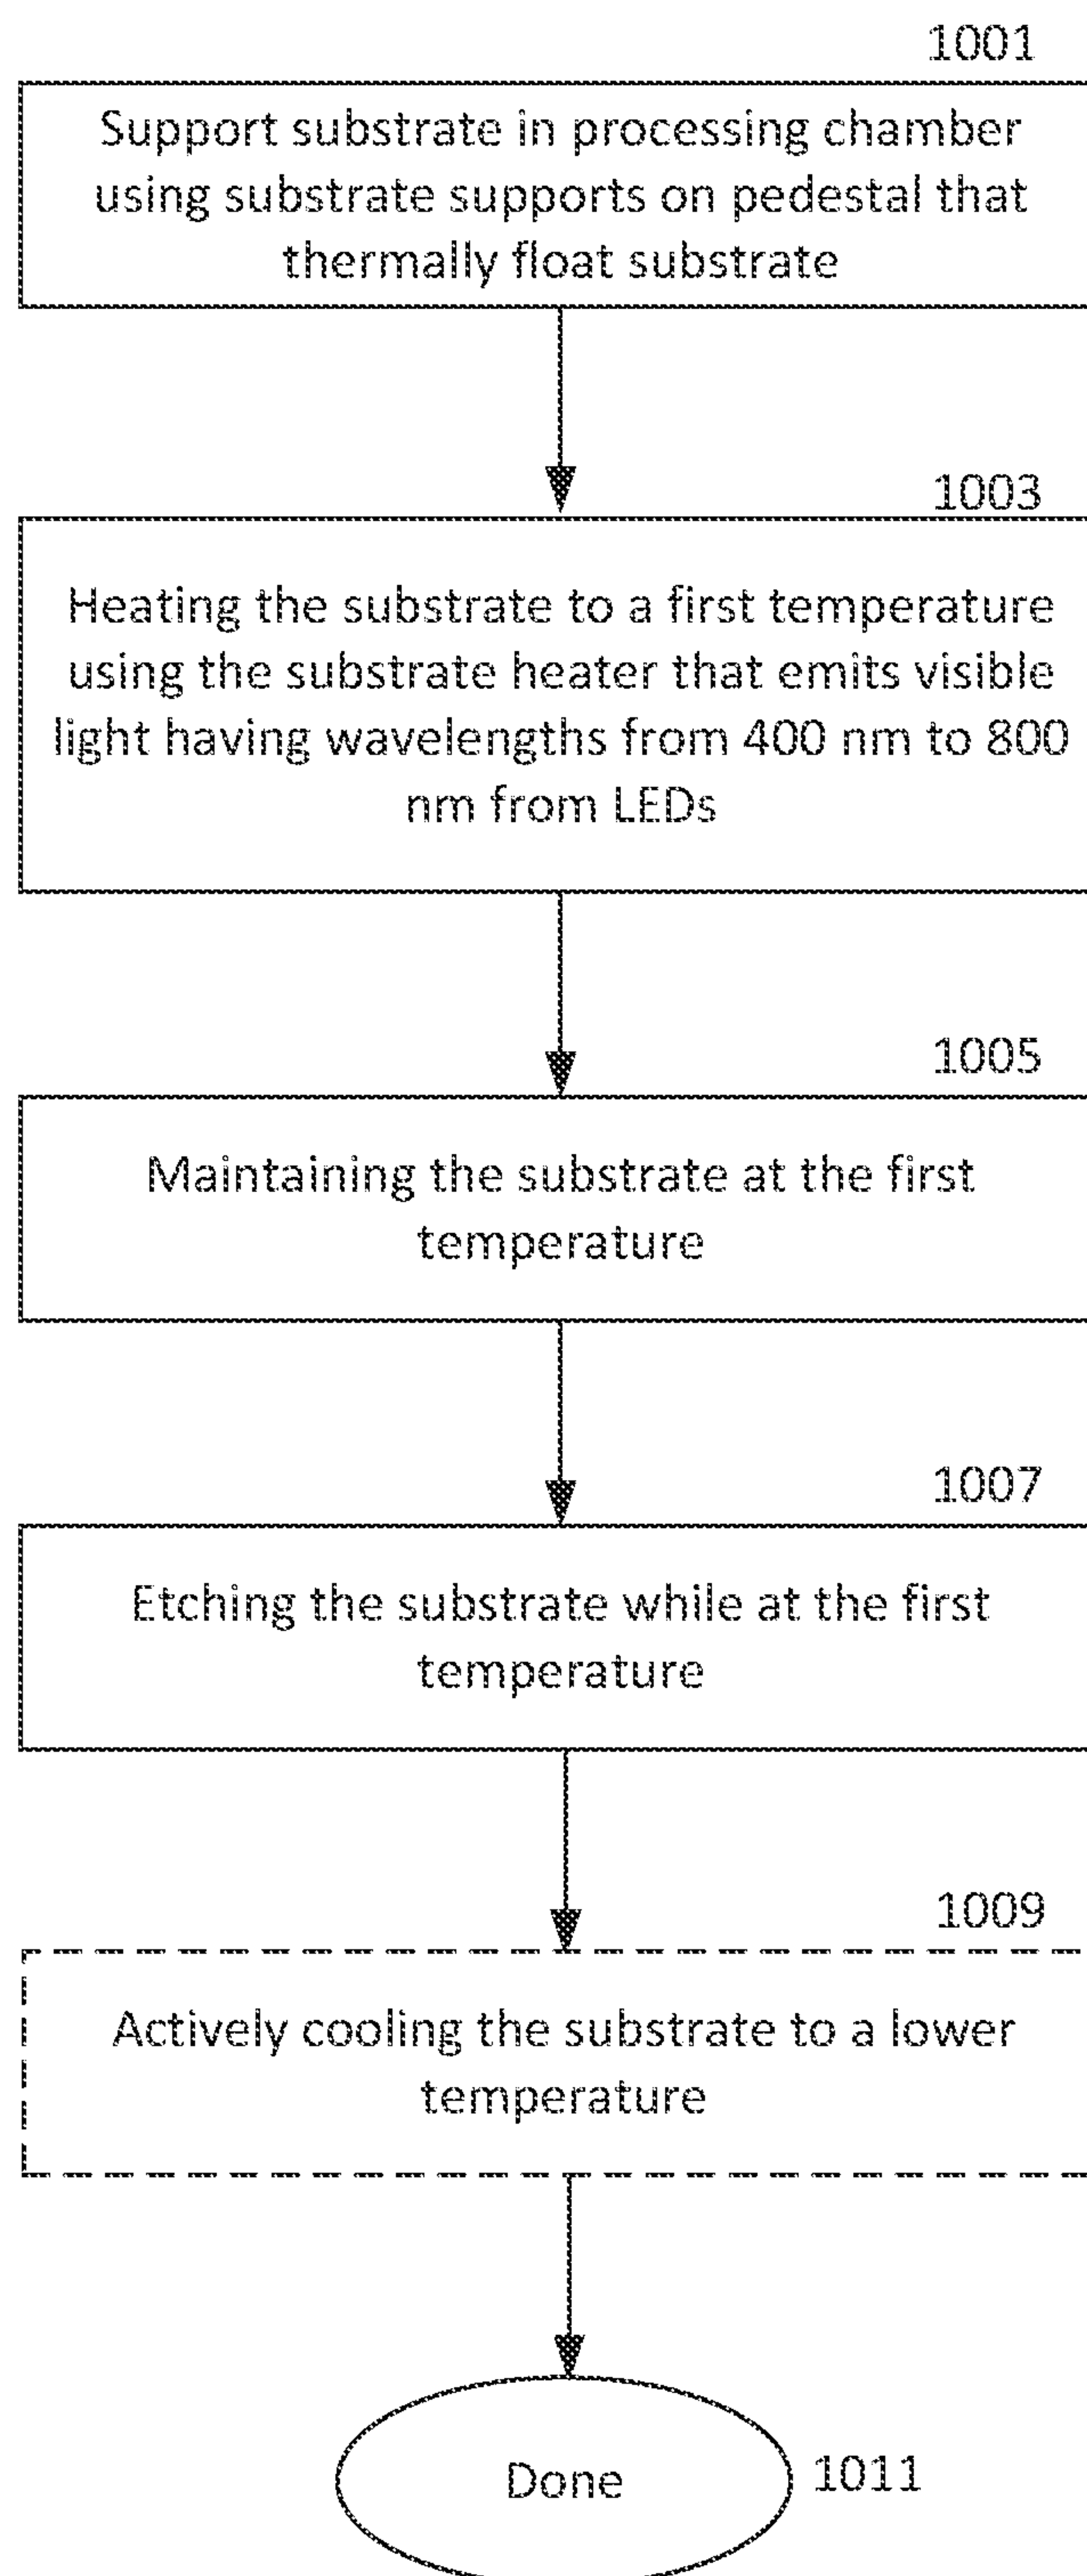 1001
Support substrate in processing chamber
using substrate supports on pedestal that
thermally float substrate
1003
Heating the substrate to a first temperature
using the substrate heater that emits visible
light having wavelengths from 400 nm to 800
nm from LEDs
1005
Maintaining the substrate at the first
temperature
1007
Etching the substrate while at the first
temperature
1009
Actively cooling the substrate to a lower
temperature
Done
1011